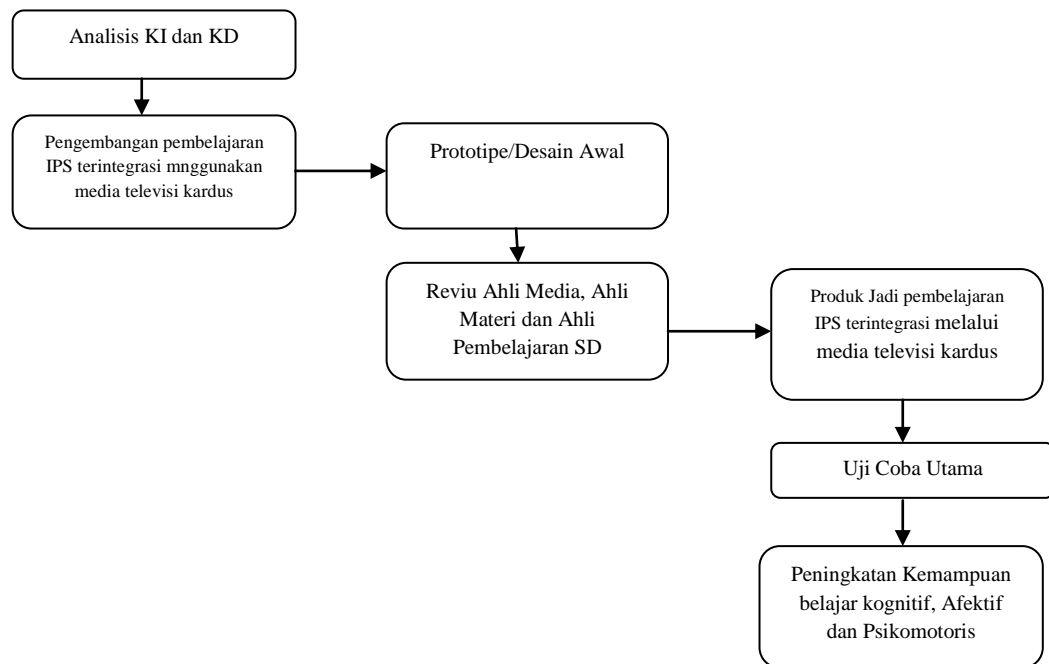 Analisis KI dan KD
Pengembangan pembelajaran
IPS terintegrasi mnggunakan
media televisi kardus
Prototipe/Desain Awal
Reviu Ahli Media, Ahli
Materi dan Ahli
Pembelajaran SD
Produk Jadi pembelajaran
IPS terintegrasi melalui
media televisi kardus
Uji Coba Utama
Peningkatan Kemampuan
belajar kognitif, Afektif
dan Psikomotoris